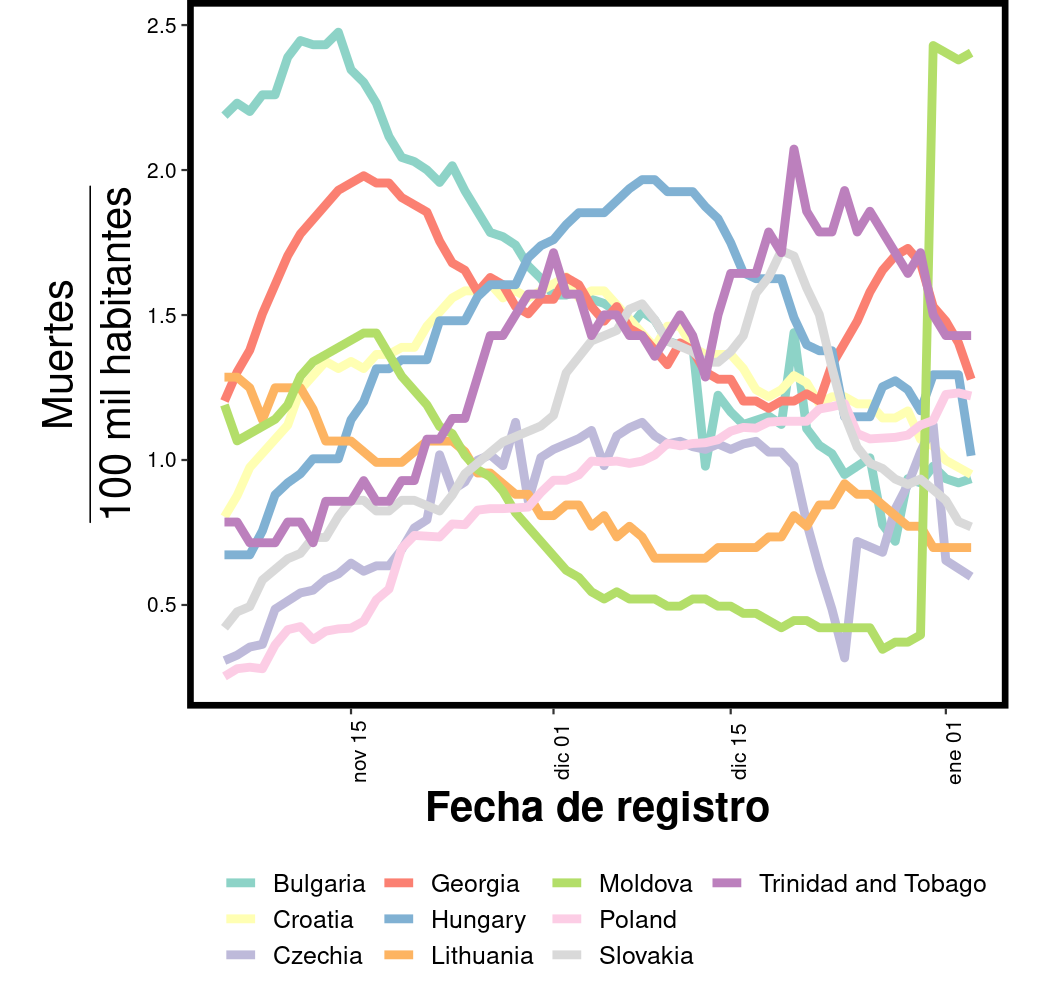 2.5
2.0
1.5
1.0
0.5
Muertes
100 mil habitantes
nov 15
dic 01
dic 15
ene 01
Fecha de registro
Bulgaria Georgia Moldova Trinidad and Tobago
Croatia Hungary Poland
Czechia Lithuania Slovakia